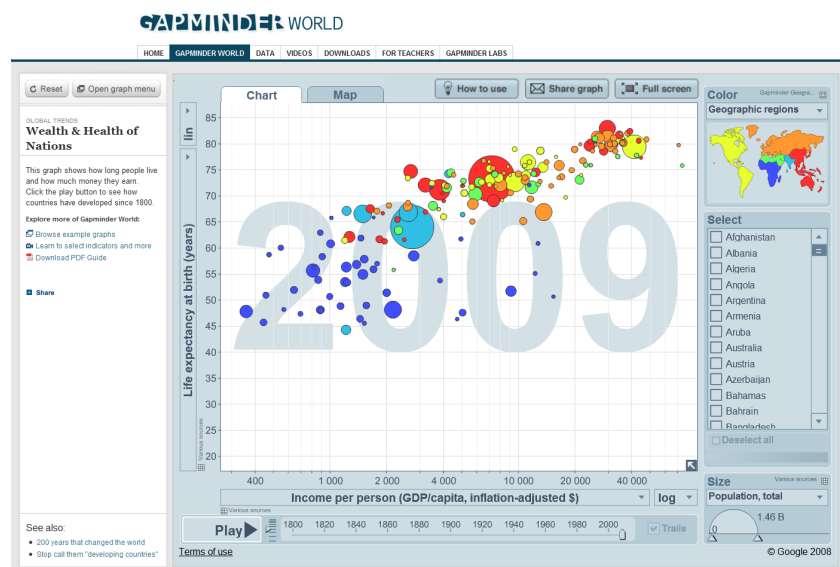 GAPMINDER WORLD
HOME GAPMINDER WORLD DATA VIDEOS DOWNLOADS FOR TEACHERS GAPMINDER LABS
Reset Open graph menu
GLOBAL TRENDS
Wealth & Health of
Nations
This graph shows how long people live
and how much money they earn.
Click the play button to see how
countries have developed since 1800.
Explore more of Gapminder World:
Browse example graphs
Learn to select indicators and more
Download PDF Guide
Share
See also:
200 years that changed the world
Stop call them "developing countries"
Chart Map
How to use Share graph Full screen
lin
Life expectancy at birth (years)
Various sources
85
80
75
70
65
60
55
50
45
40
35
30
25
20
2009
400 1 000 2 000 4 000 10 000 20 000 40 000
Income per person (GDP/capita, inflation-adjusted $) log
Various sources
Play 1800 1820 1840 1860 1880 1900 1920 1940 1960 1980 2000 Trails
Terms of use
Color Gapminder Geogra...
Geographic regions
Select
Afghanistan
Albania
Algeria
Angola
Argentina
Armenia
Aruba
Australia
Austria
Azerbaijan
Bahamas
Bahrain
Bangladesh
Deselect all
Size Various sources
Population, total
1.46 B
0
© Google 2008